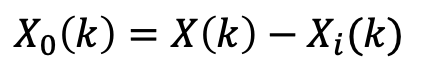 X₀(k) = X(k) − Xᵢ(k)